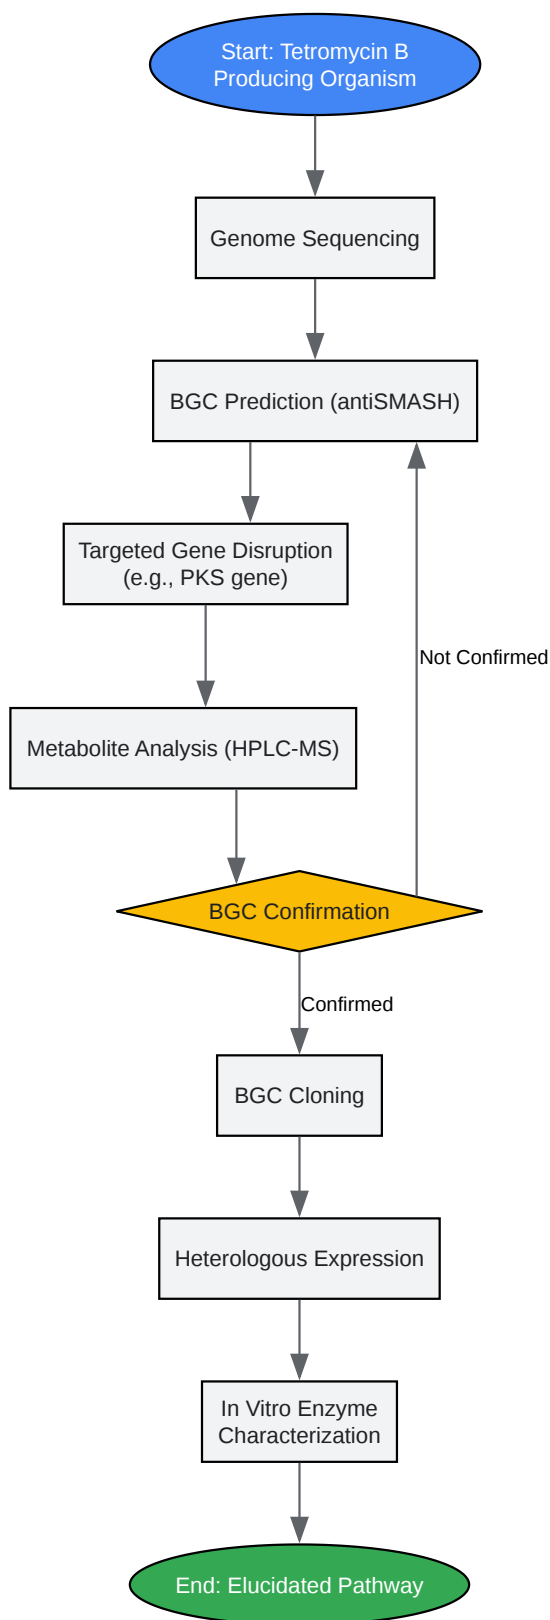 Start: Tetromycin B
Producing Organism
Genome Sequencing
BGC Prediction (antiSMASH)
Targeted Gene Disruption
(e.g., PKS gene)
Not Confirmed
Metabolite Analysis (HPLC-MS)
BGC Confirmation
Confirmed
BGC Cloning
Heterologous Expression
In Vitro Enzyme
Characterization
End: Elucidated Pathway